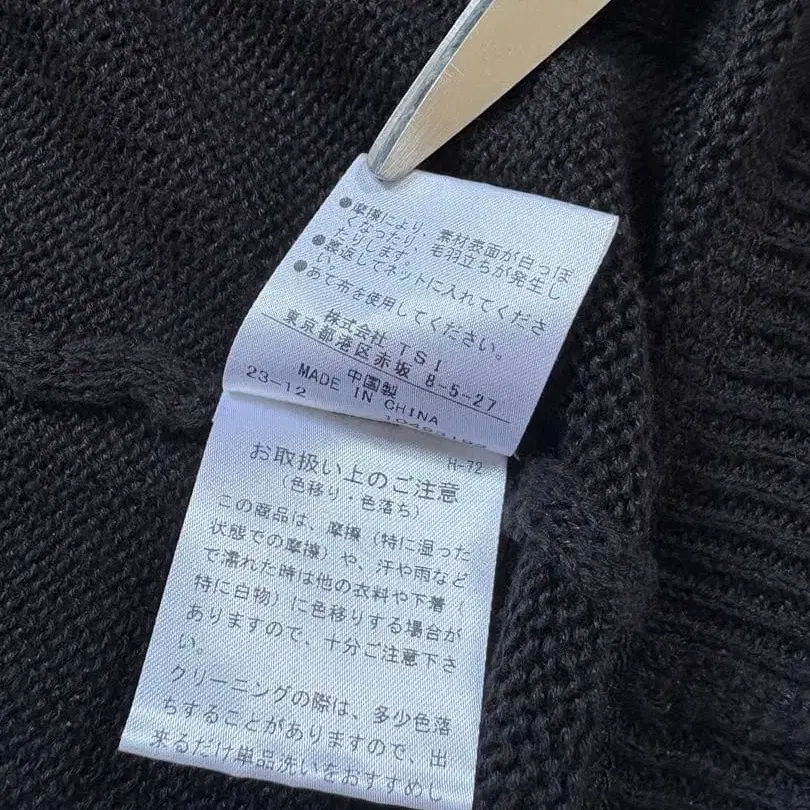 ●摩擦により、素材表面が白っぽ
くなったり、毛羽立ちが発生し
たりします。
●裏返してネットに入れてくださ
い。
●あて布を使用してください。
株式会社 TSI
東京都港区赤坂 8-5-27
中国製
23-12 MADE IN CHINA
H-72
お取扱い上のご注意
(色移り・色落ち)
この商品は、摩擦(特に湿った
状態での摩擦)や、汗や雨など
で濡れた時は他の衣料や下着(
特に白物)に色移りする場合が
ありますので、十分ご注意下さ
い。
クリーニングの際は、多少色落
ちすることがありますので、出
来るだけ単品洗いをおすすめし